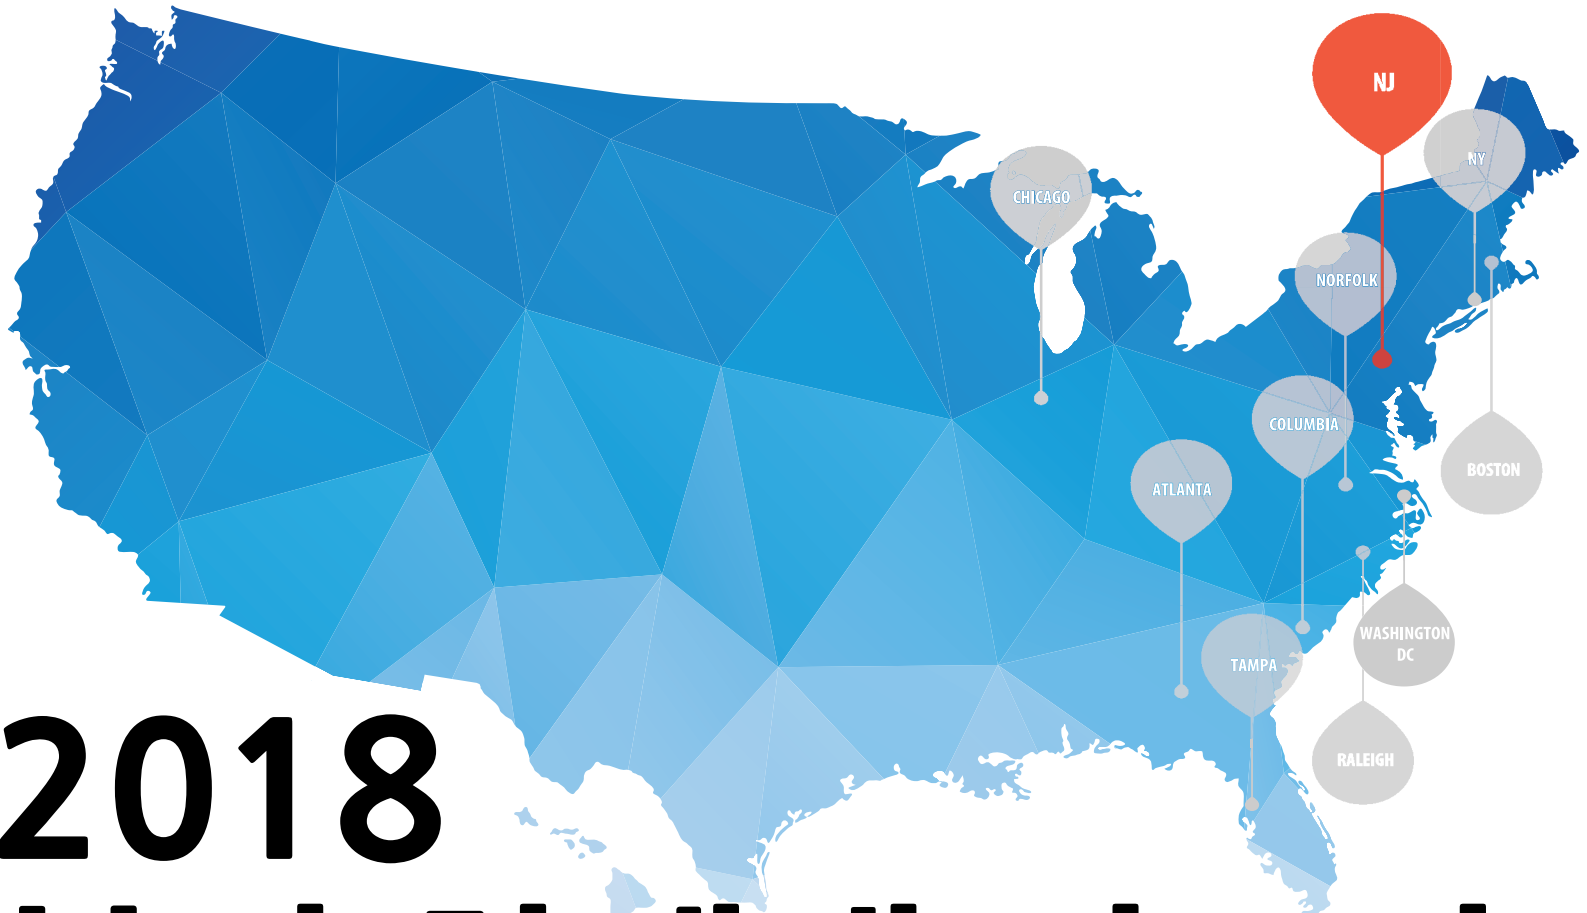 NJ
NY
CHICAGO
NORFOLK
COLUMBIA
BOSTON
ATLANTA
WASHINGTON
DC
TAMPA
RALEIGH
2018